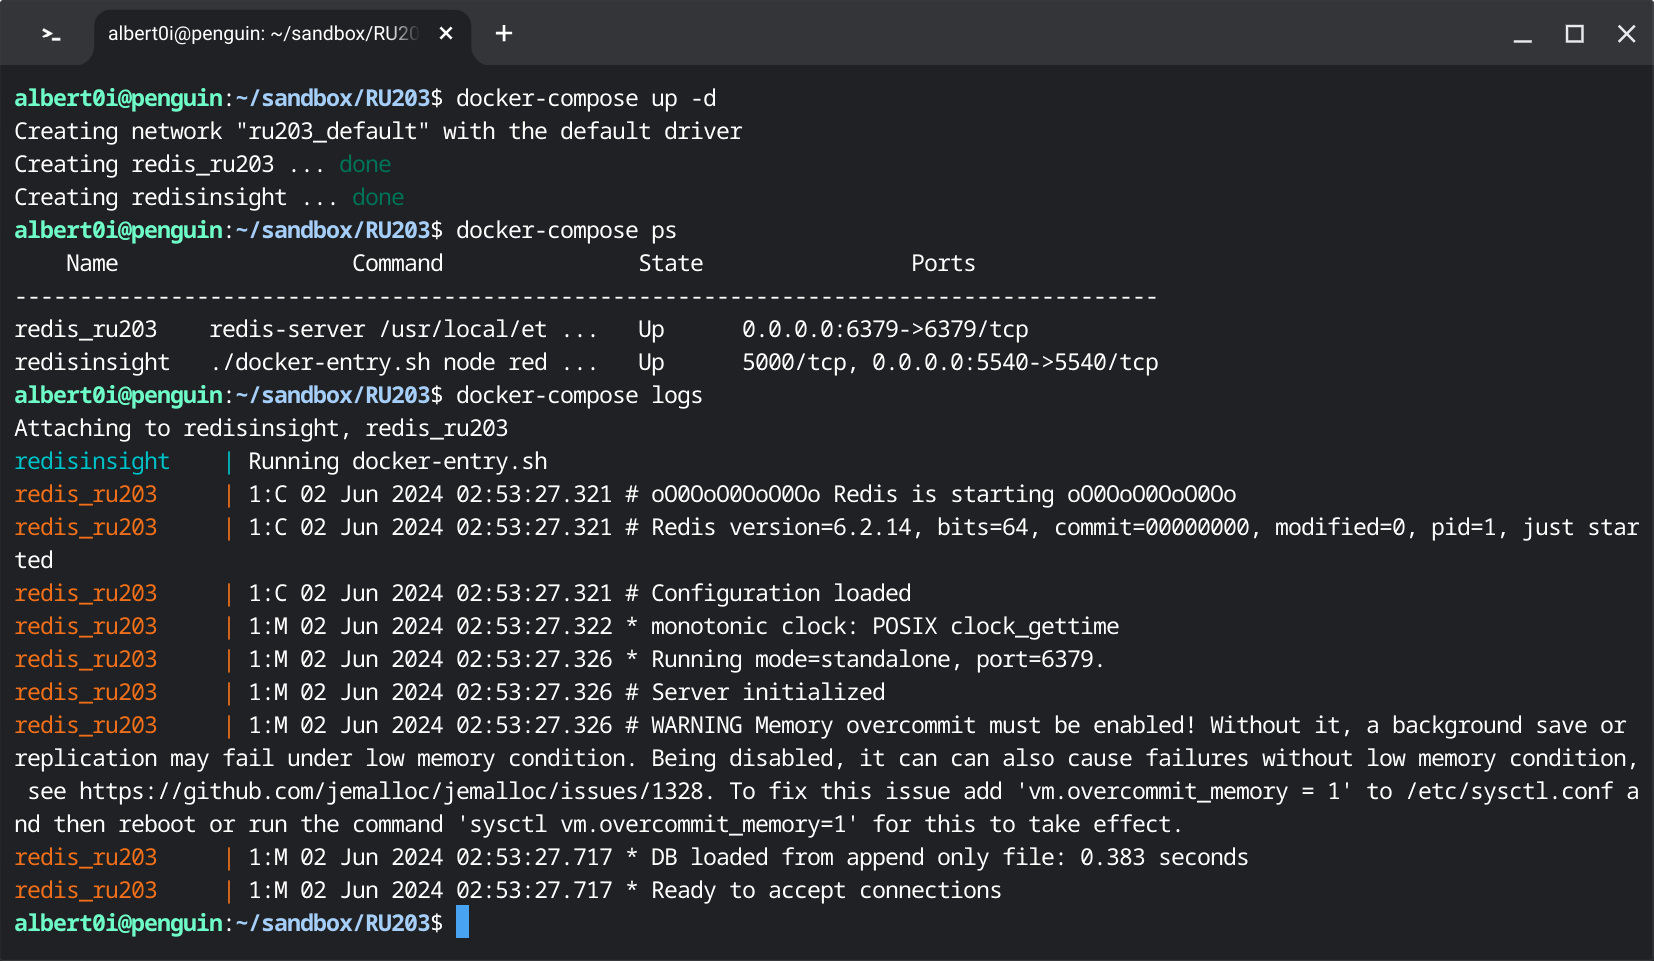 albert0i@penguin: ~/sandbox/RU20
albert0i@penguin:~/sandbox/RU203$ docker-compose up -d
Creating network "ru203_default" with the default driver
Creating redis_ru203 ... done
Creating redisinsight ... done
albert0i@penguin:~/sandbox/RU203$ docker-compose ps
    Name                  Command               State                Ports
----------------------------------------------------------------------------------------
redis_ru203    redis-server /usr/local/et ...   Up      0.0.0.0:6379->6379/tcp
redisinsight   ./docker-entry.sh node red ...   Up      5000/tcp, 0.0.0.0:5540->5540/tcp
albert0i@penguin:~/sandbox/RU203$ docker-compose logs
Attaching to redisinsight, redis_ru203
redisinsight    | Running docker-entry.sh
redis_ru203     | 1:C 02 Jun 2024 02:53:27.321 # oO0OoO0OoO0Oo Redis is starting oO0OoO0OoO0Oo
redis_ru203     | 1:C 02 Jun 2024 02:53:27.321 # Redis version=6.2.14, bits=64, commit=00000000, modified=0, pid=1, just star
ted
redis_ru203     | 1:C 02 Jun 2024 02:53:27.321 # Configuration loaded
redis_ru203     | 1:M 02 Jun 2024 02:53:27.322 * monotonic clock: POSIX clock_gettime
redis_ru203     | 1:M 02 Jun 2024 02:53:27.326 * Running mode=standalone, port=6379.
redis_ru203     | 1:M 02 Jun 2024 02:53:27.326 # Server initialized
redis_ru203     | 1:M 02 Jun 2024 02:53:27.326 # WARNING Memory overcommit must be enabled! Without it, a background save or
replication may fail under low memory condition. Being disabled, it can can also cause failures without low memory condition,
 see https://github.com/jemalloc/jemalloc/issues/1328. To fix this issue add 'vm.overcommit_memory = 1' to /etc/sysctl.conf a
nd then reboot or run the command 'sysctl vm.overcommit_memory=1' for this to take effect.
redis_ru203     | 1:M 02 Jun 2024 02:53:27.717 * DB loaded from append only file: 0.383 seconds
redis_ru203     | 1:M 02 Jun 2024 02:53:27.717 * Ready to accept connections
albert0i@penguin:~/sandbox/RU203$